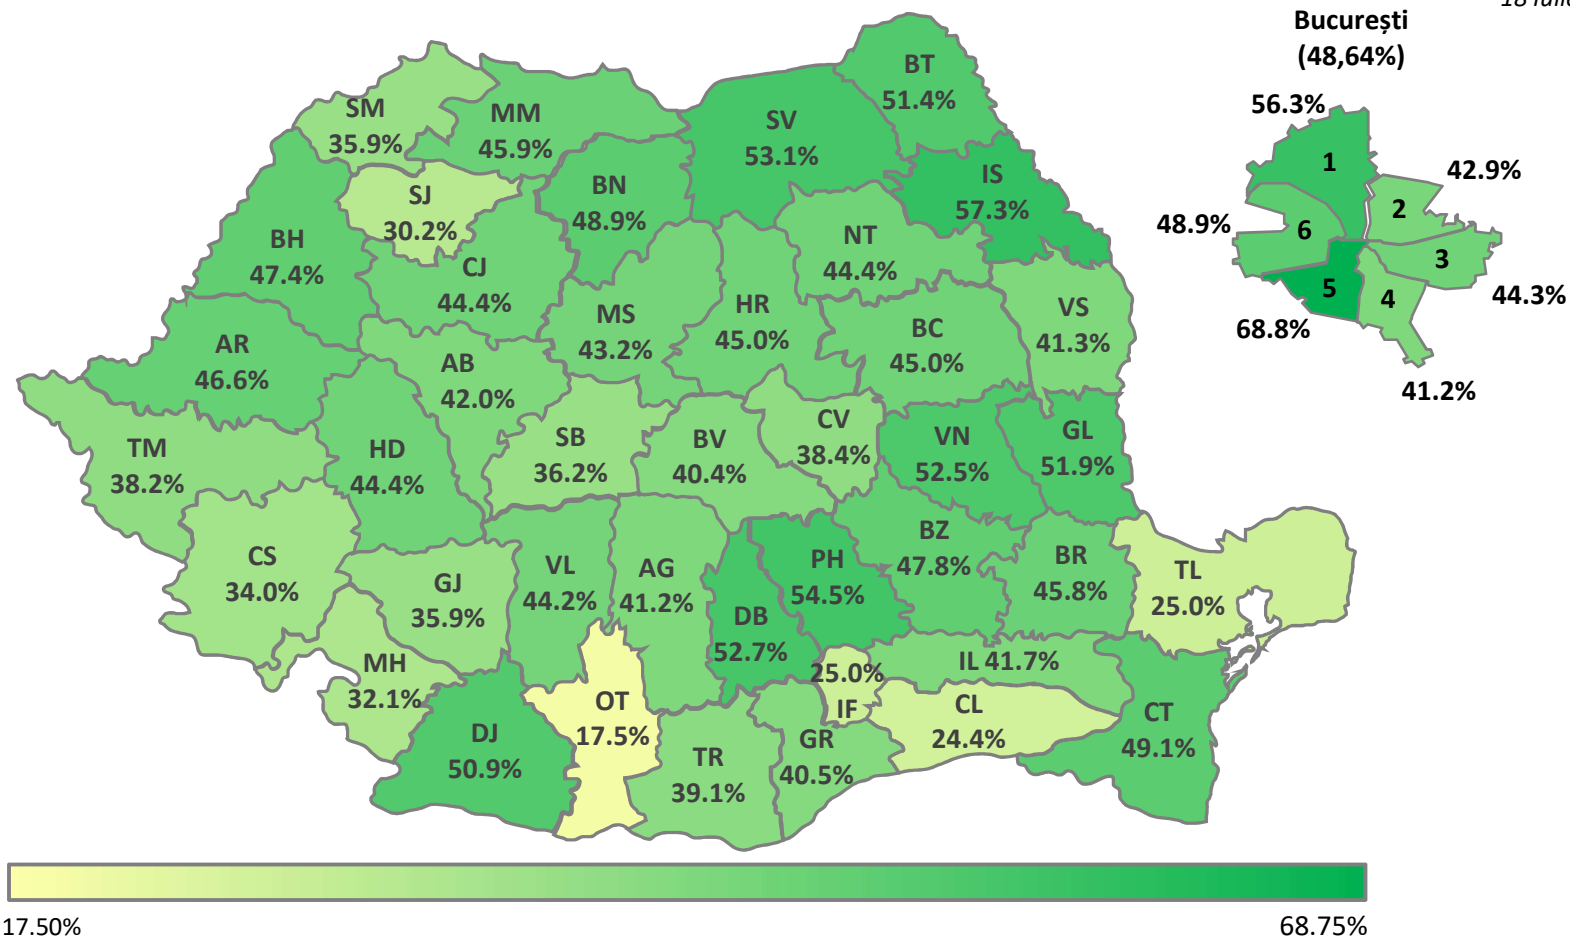 18 iulie
București
(48,64%)
56.3%
1
42.9%
2
48.9%
6
3
44.3%
5
4
68.8%
41.2%
BT
51.4%
SM
35.9%
MM
45.9%
SV
53.1%
IS
57.3%
SJ
30.2%
BN
48.9%
BH
47.4%
CJ
44.4%
NT
44.4%
MS
43.2%
HR
45.0%
BC
45.0%
VS
41.3%
AR
46.6%
AB
42.0%
TM
38.2%
HD
44.4%
SB
36.2%
BV
40.4%
CV
38.4%
VN
52.5%
GL
51.9%
CS
34.0%
GJ
35.9%
VL
44.2%
AG
41.2%
PH
54.5%
BZ
47.8%
BR
45.8%
TL
25.0%
DB
52.7%
MH
32.1%
25.0%
IF
IL 41.7%
DJ
50.9%
OT
17.5%
TR
39.1%
GR
40.5%
CL
24.4%
CT
49.1%
17.50%
68.75%